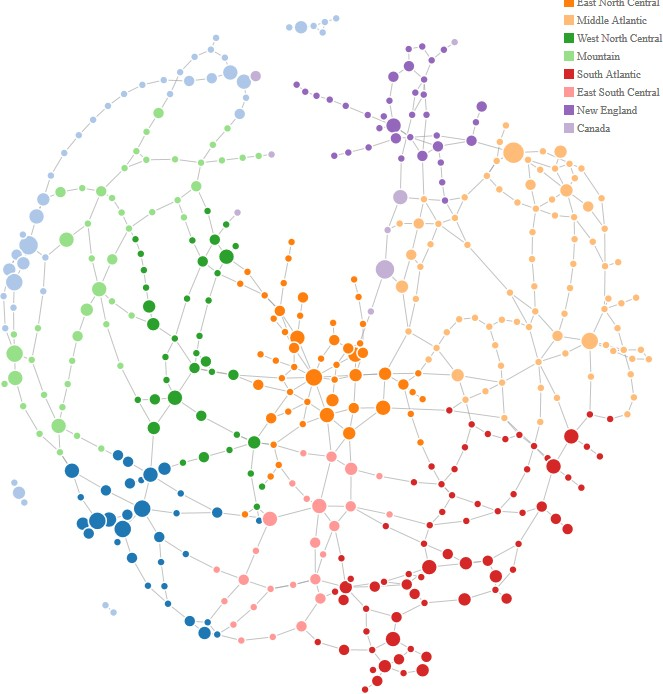 East North Central
Middle Atlantic
West North Central
Mountain
South Atlantic
East South Central
New England
Canada